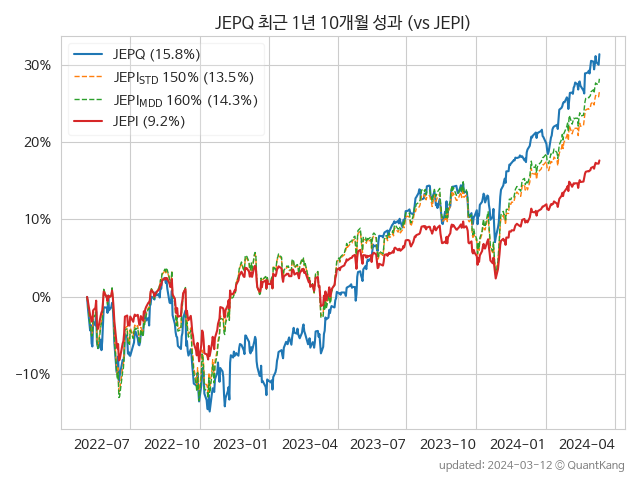 JEPQ 최근 1년 10개월 성과 (vs JEPI)
JEPQ (15.8%)
JEPI_STD 150% (13.5%)
JEPI_MDD 160% (14.3%)
JEPI (9.2%)
30%
20%
10%
0%
−10%
2022-07 2022-10 2023-01 2023-04 2023-07 2023-10 2024-01 2024-04
updated: 2024-03-12 © QuantKang